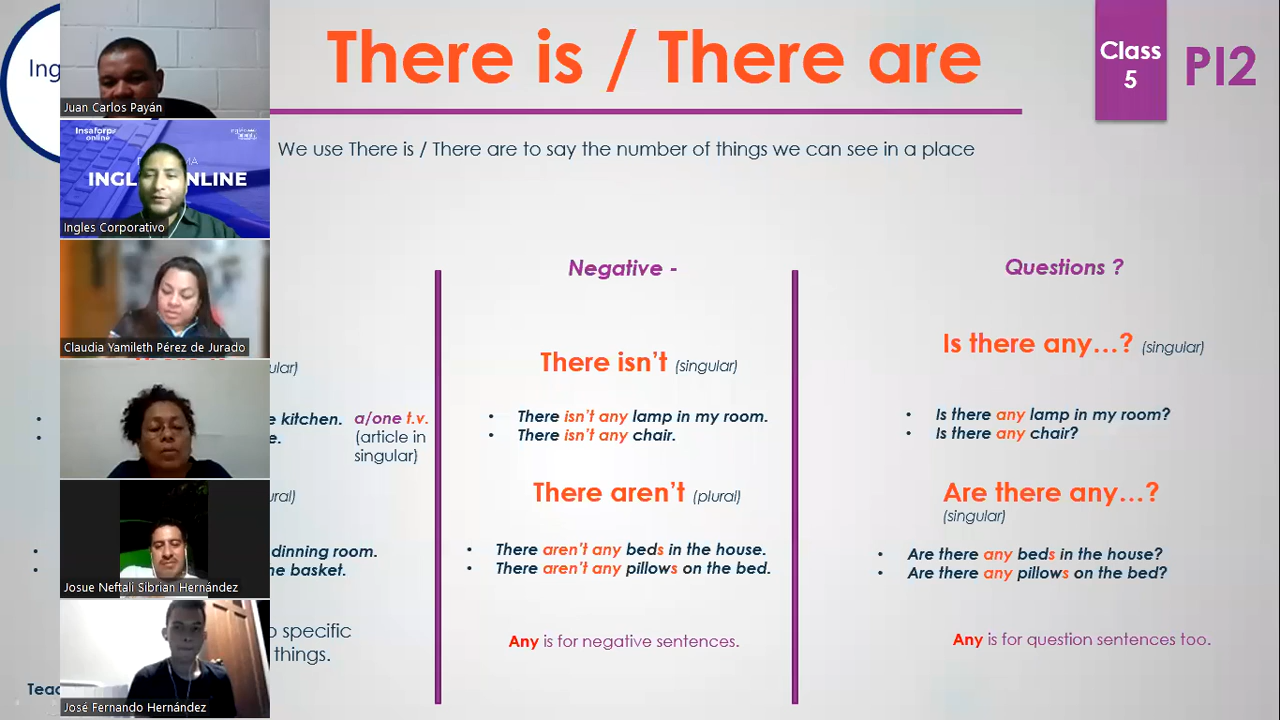 There is / There are
Class
5
PI2
Ing
We use There is / There are to say the number of things we can see in a place
Juan Carlos Payán
Insaforp
online
INGL NLINE
Ingles Corporativo
Claudia Yamileth Pérez de Jurado
Josue Neftali Sibrian Hernández
José Fernando Hernández
ular)
e kitchen. a/one t.v.
e. (article in
singular)
ural)
dinning room.
he basket.
o specific
things.
Teac
Negative -
There isn't (singular)
• There isn't any lamp in my room.
• There isn't any chair.
There aren't (plural)
• There aren't any beds in the house.
• There aren't any pillows on the bed.
Any is for negative sentences.
Questions ?
Is there any...? (singular)
• Is there any lamp in my room?
• Is there any chair?
Are there any...?
(singular)
• Are there any beds in the house?
• Are there any pillows on the bed?
Any is for question sentences too.